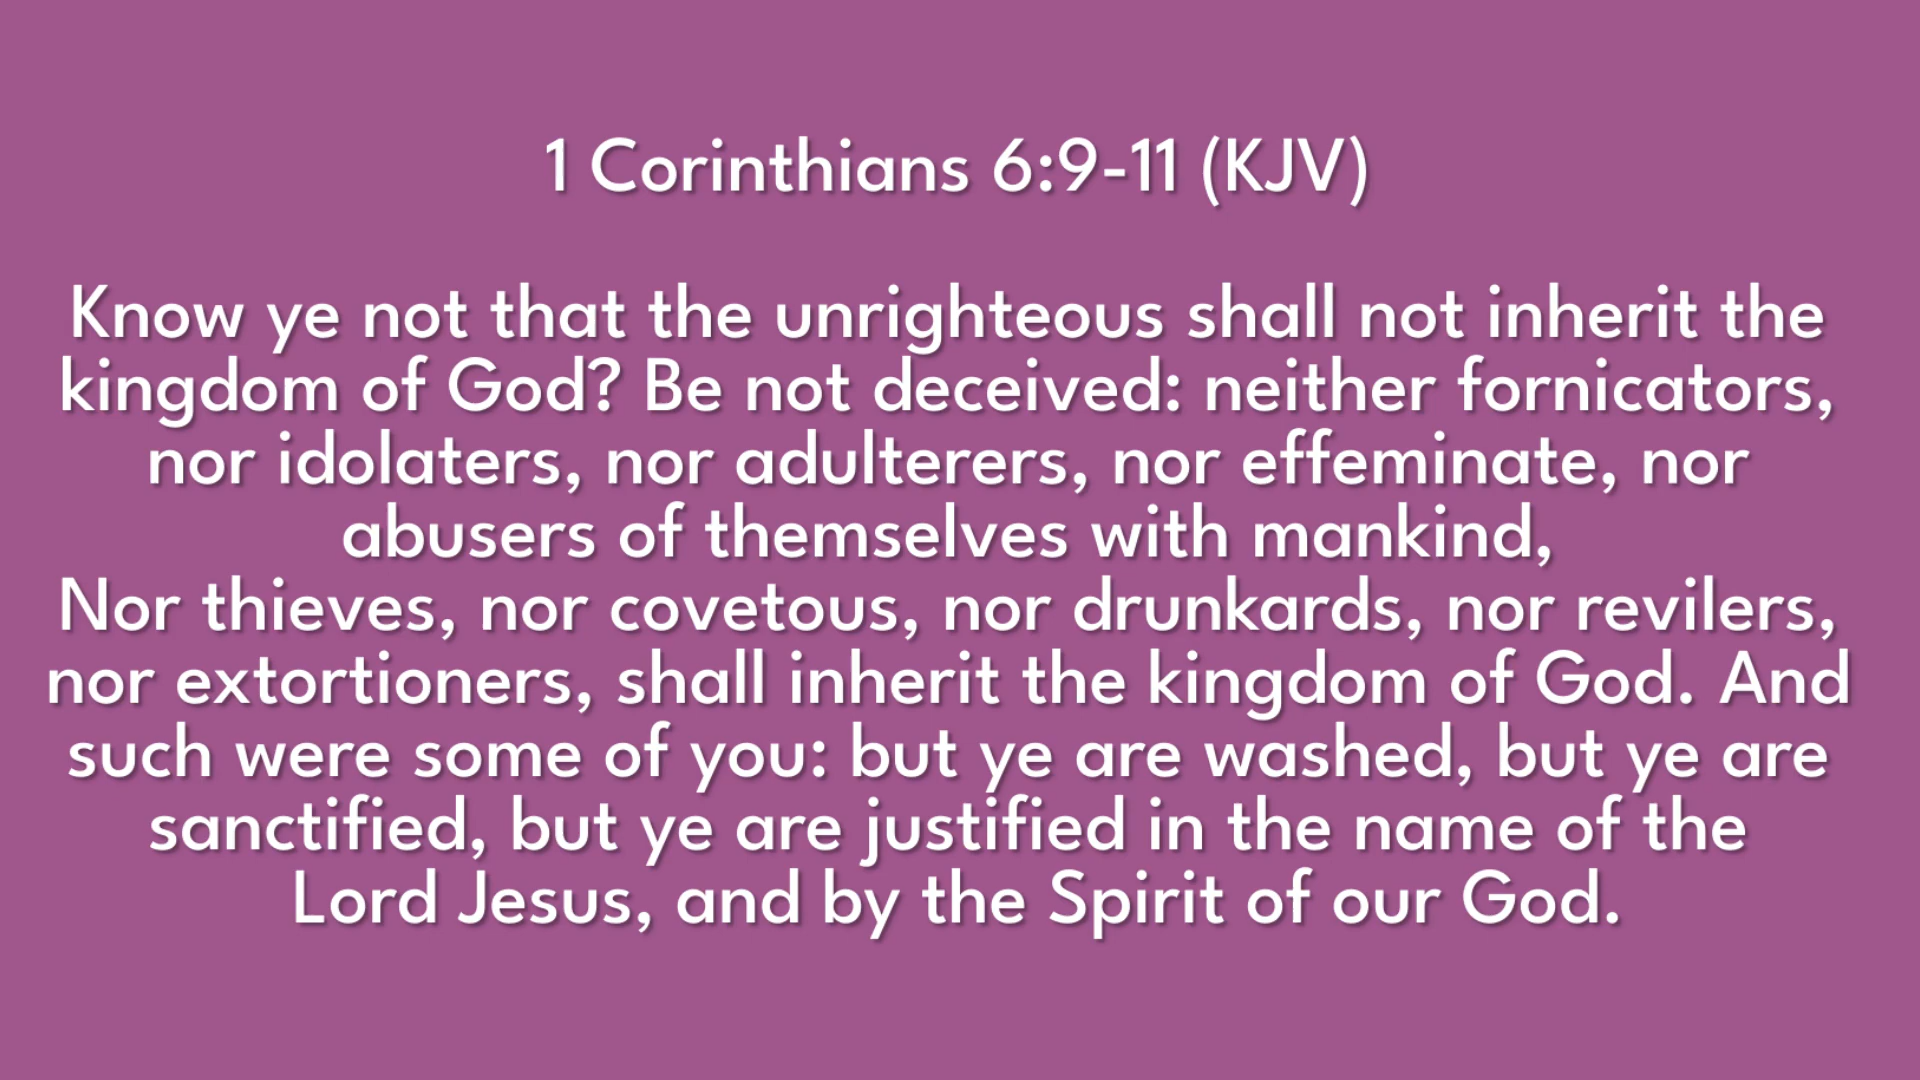 1 Corinthians 6:9-11 (KJV)
Know ye not that the unrighteous shall not inherit the
kingdom of God? Be not deceived: neither fornicators,
nor idolaters, nor adulterers, nor effeminate, nor
abusers of themselves with mankind,
Nor thieves, nor covetous, nor drunkards, nor revilers,
nor extortioners, shall inherit the kingdom of God. And
such were some of you: but ye are washed, but ye are
sanctified, but ye are justified in the name of the
Lord Jesus, and by the Spirit of our God.